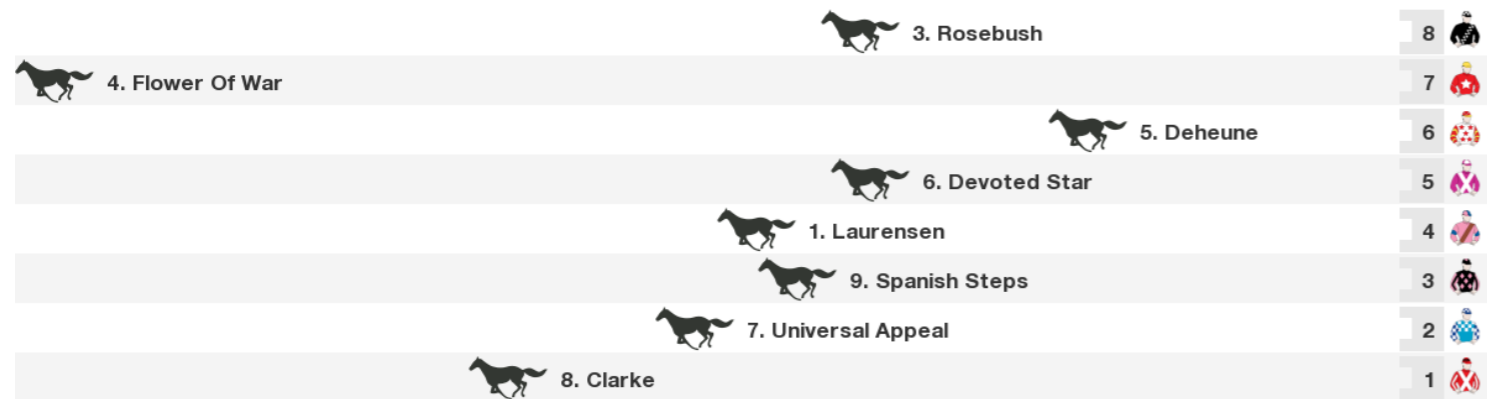 3. Rosebush 8
4. Flower Of War 7
5. Deheune 6
6. Devoted Star 5
1. Laurensen 4
9. Spanish Steps 3
7. Universal Appeal 2
8. Clarke 1